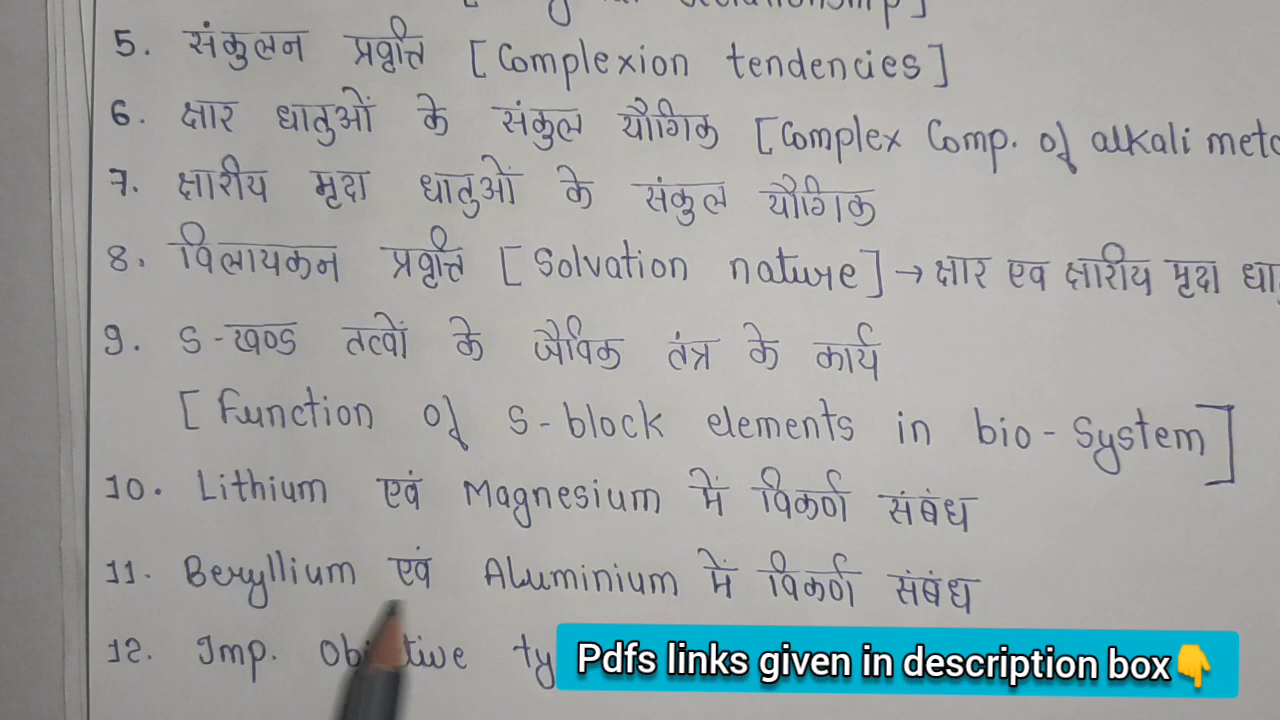 5. संकुलन प्रवृत्ति [Complexion tendencies]
6. क्षार धातुओं के संकुल यौगिक [Complex Comp. of alkali
7. क्षारीय मृदा धातुओं के संकुल यौगिक
8. विलायकन प्रवृत्ति [Solvation nature] → क्षार एव क्षारीय मृदा
9. S-खण्ड तत्वों के जैविक तंत्र के कार्य
[Function of S-block elements in bio-System]
10. Lithium एवं Magnesium में विकर्ण संबंध
11. Beryllium एवं Aluminium में विकर्ण संबंध
12. Imp.
Pdfs links given in description box👇